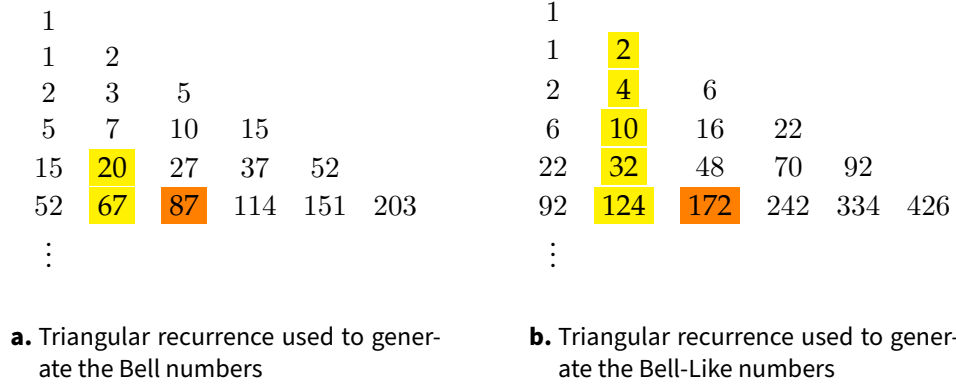 1
1 2
2 3 5
5 7 10 15
15 20 27 37 52
52 67 87 114 151 203
⋮
a. Triangular recurrence used to gener-
ate the Bell numbers
1
1 2
2 4 6
6 10 16 22
22 32 48 70 92
92 124 172 242 334 426
⋮
b. Triangular recurrence used to gener-
ate the Bell-Like numbers